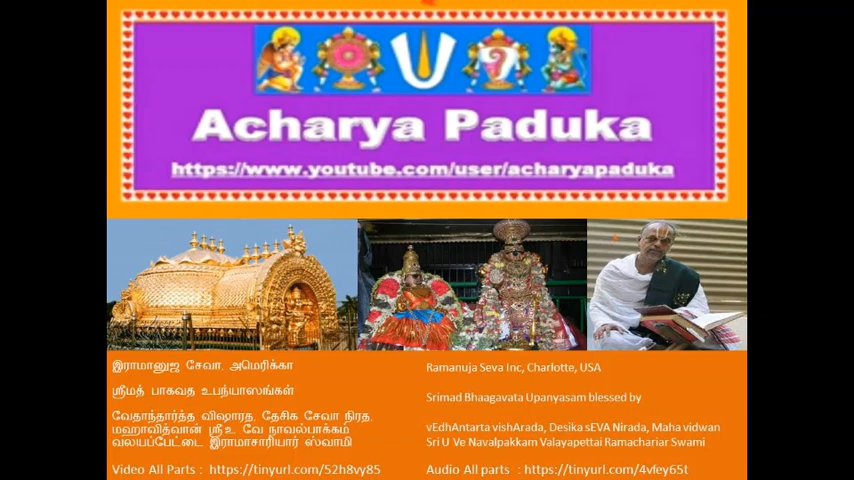 Acharya Paduka
https://www.youtube.com/user/acharyapaduka
இராமானுஜ சேவா, அமெரிக்கா
ஸ்ரீமத் பாகவத உபந்யாஸங்கள்
வேதாந்தார்த்த விஷாரத, தேசிக சேவா நிரத,
மஹாவித்வான் ஸ்ரீ உ வே நாவல்பாக்கம்
வலயப்பேட்டை இராமாசாரியார் ஸ்வாமி
Video All Parts : https://tinyurl.com/52h8vy85
Ramanuja Seva Inc, Charlotte, USA
Srimad Bhaagavata Upanyasam blessed by
vEdhAntarta vishArada, Desika sEVA Nirada, Maha vidwan
Sri U Ve Navalpakkam Valayapettai Ramachariar Swami
Audio All parts : https://tinyurl.com/4vfey65t